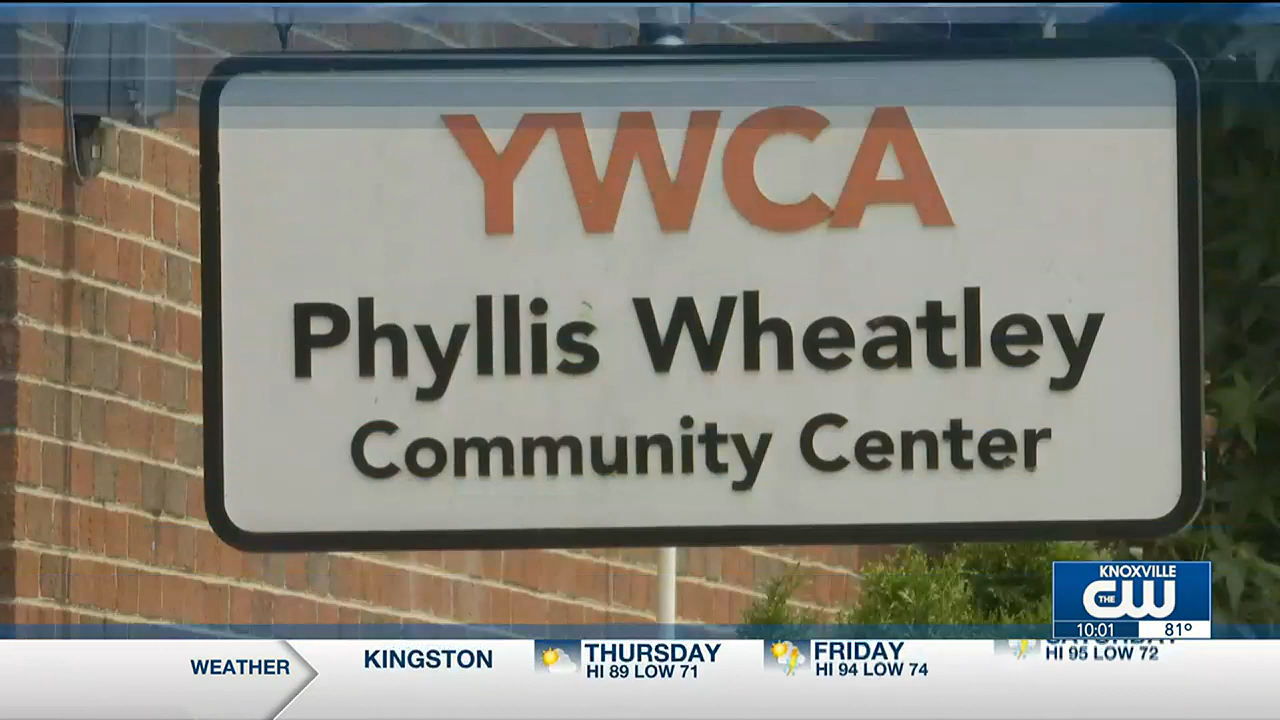 YWCA
Phyllis Wheatley
Community Center
KNOXVILLE
THE CW
10:01 81°
WEATHER
KINGSTON
THURSDAY
HI 89 LOW 71
FRIDAY
HI 94 LOW 74
SATURDAY
HI 95 LOW 72